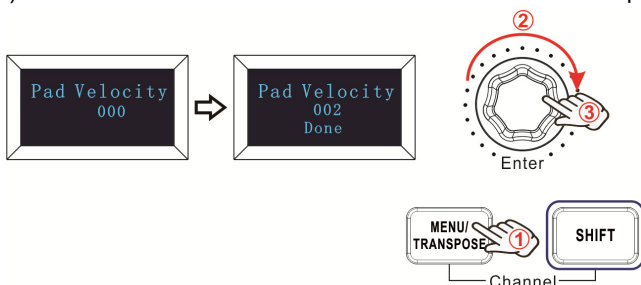 Pad Velocity
000
Pad Velocity
002
Done
②
③
Enter
MENU/
TRANSPOSE
①
SHIFT
Channel